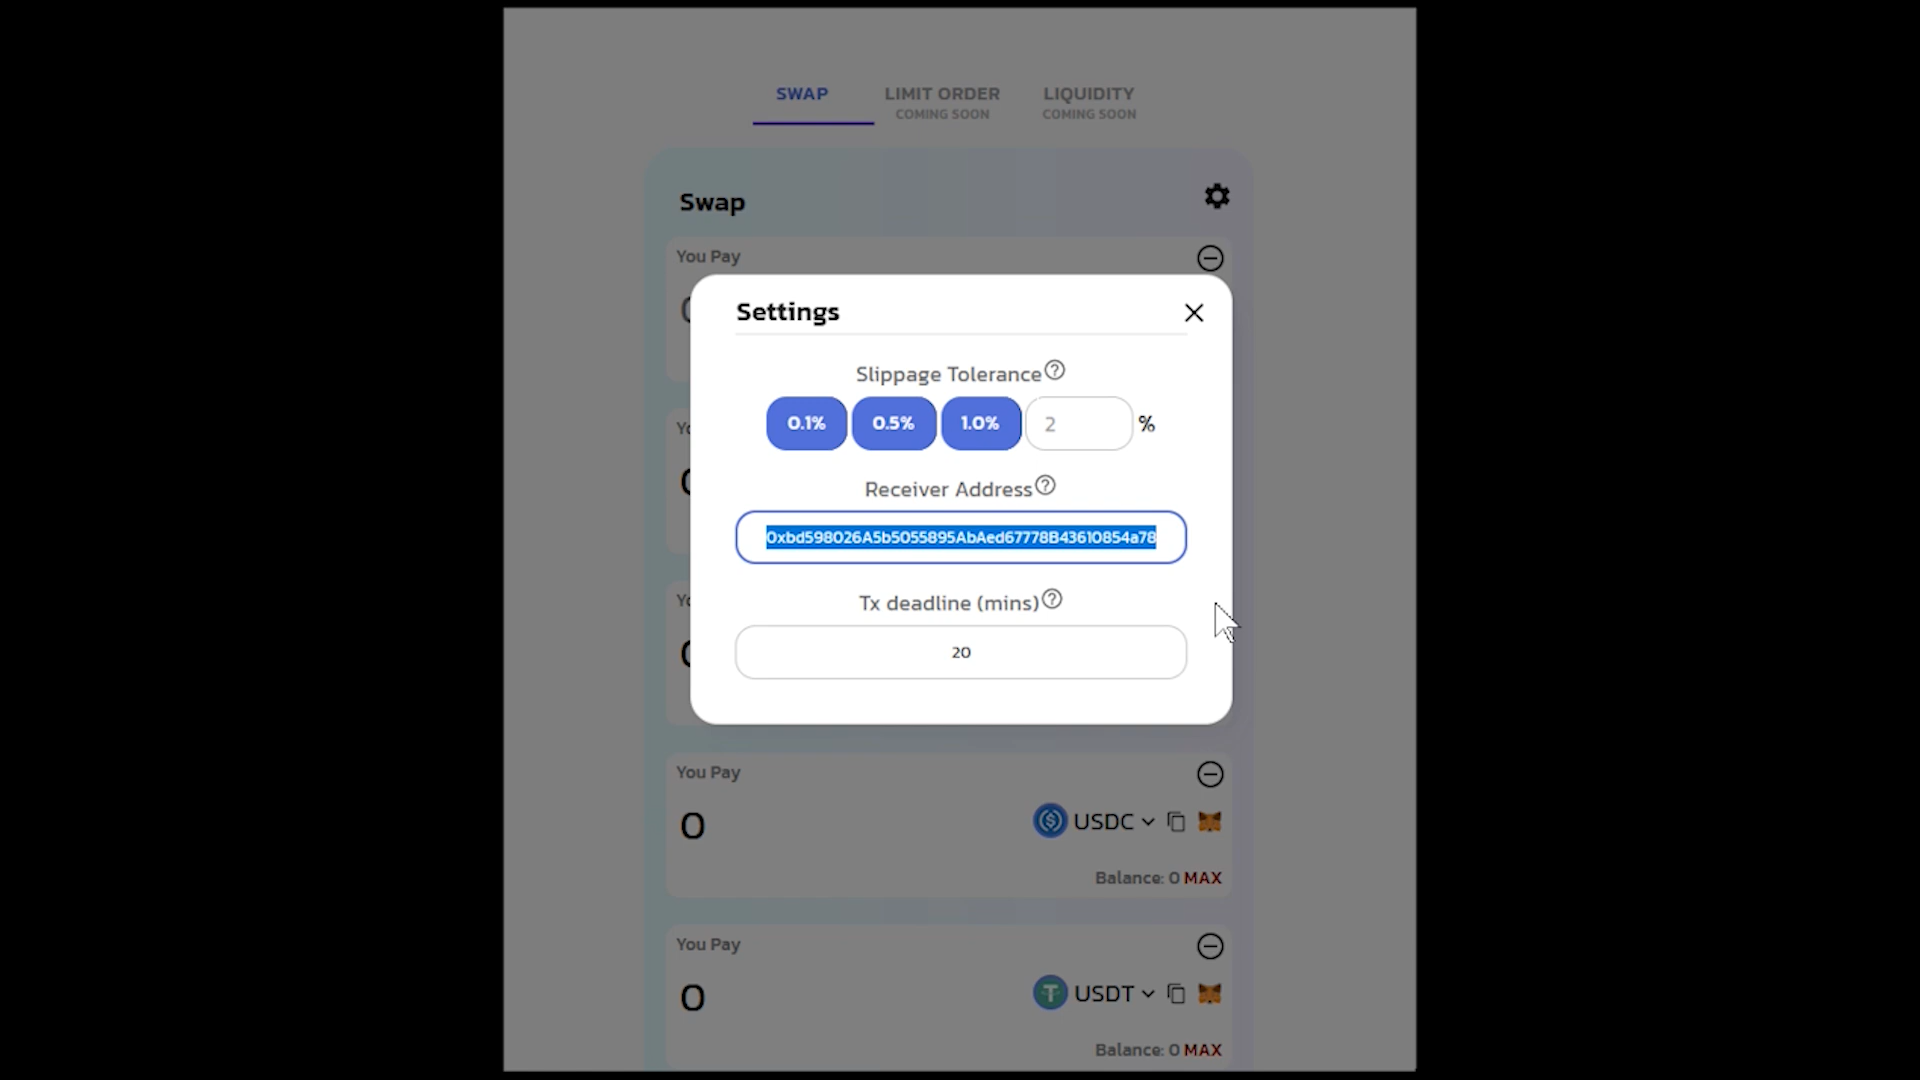 SWAP
LIMIT ORDER
COMING SOON
LIQUIDITY
COMING SOON
Swap
You Pay
Settings
Slippage Tolerance
0.1% 0.5% 1.0% 2 %
Receiver Address
0xbd598026A5b5055895AbAed67778B43610854a78
Tx deadline (mins)
20
You Pay
0 USDC
Balance: 0 MAX
You Pay
0 USDT
Balance: 0 MAX